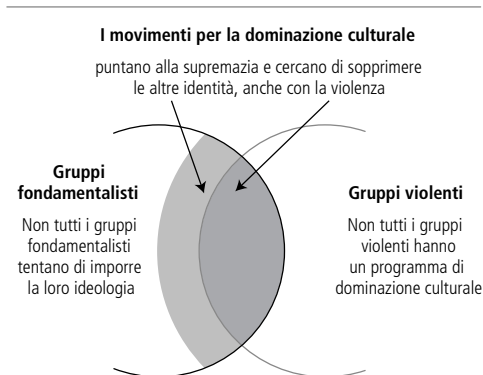 I movimenti per la dominazione culturale
puntano alla supremazia e cercano di sopprimere
le altre identità, anche con la violenza
Gruppi
fondamentalisti
Non tutti i gruppi
fondamentalisti
tentano di imporre
la loro ideologia
Gruppi violenti
Non tutti i gruppi
violenti hanno
un programma di
dominazione culturale